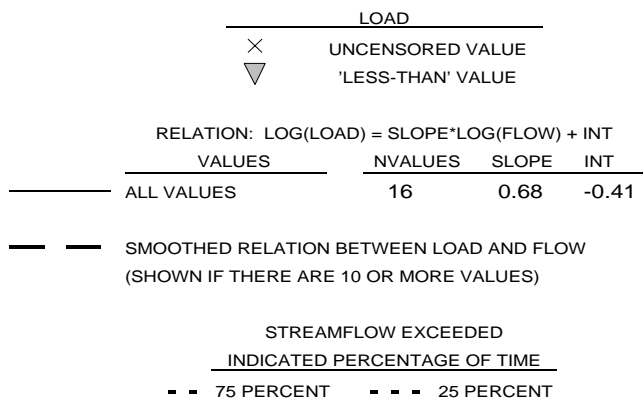 LOAD
UNCENSORED VALUE
'LESS-THAN' VALUE
RELATION: LOG(LOAD) = SLOPE*LOG(FLOW) + INT
VALUES NVALUES SLOPE INT
ALL VALUES 16 0.68 -0.41
SMOOTHED RELATION BETWEEN LOAD AND FLOW
(SHOWN IF THERE ARE 10 OR MORE VALUES)
STREAMFLOW EXCEEDED
INDICATED PERCENTAGE OF TIME
75 PERCENT 25 PERCENT